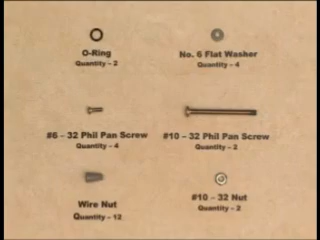 O-Ring
Quantity – 2
No. 6 Flat Washer
Quantity – 4
#6 – 32 Phil Pan Screw
Quantity – 4
#10 – 32 Phil Pan Screw
Quantity – 2
Wire Nut
Quantity – 12
#10 – 32 Nut
Quantity – 2